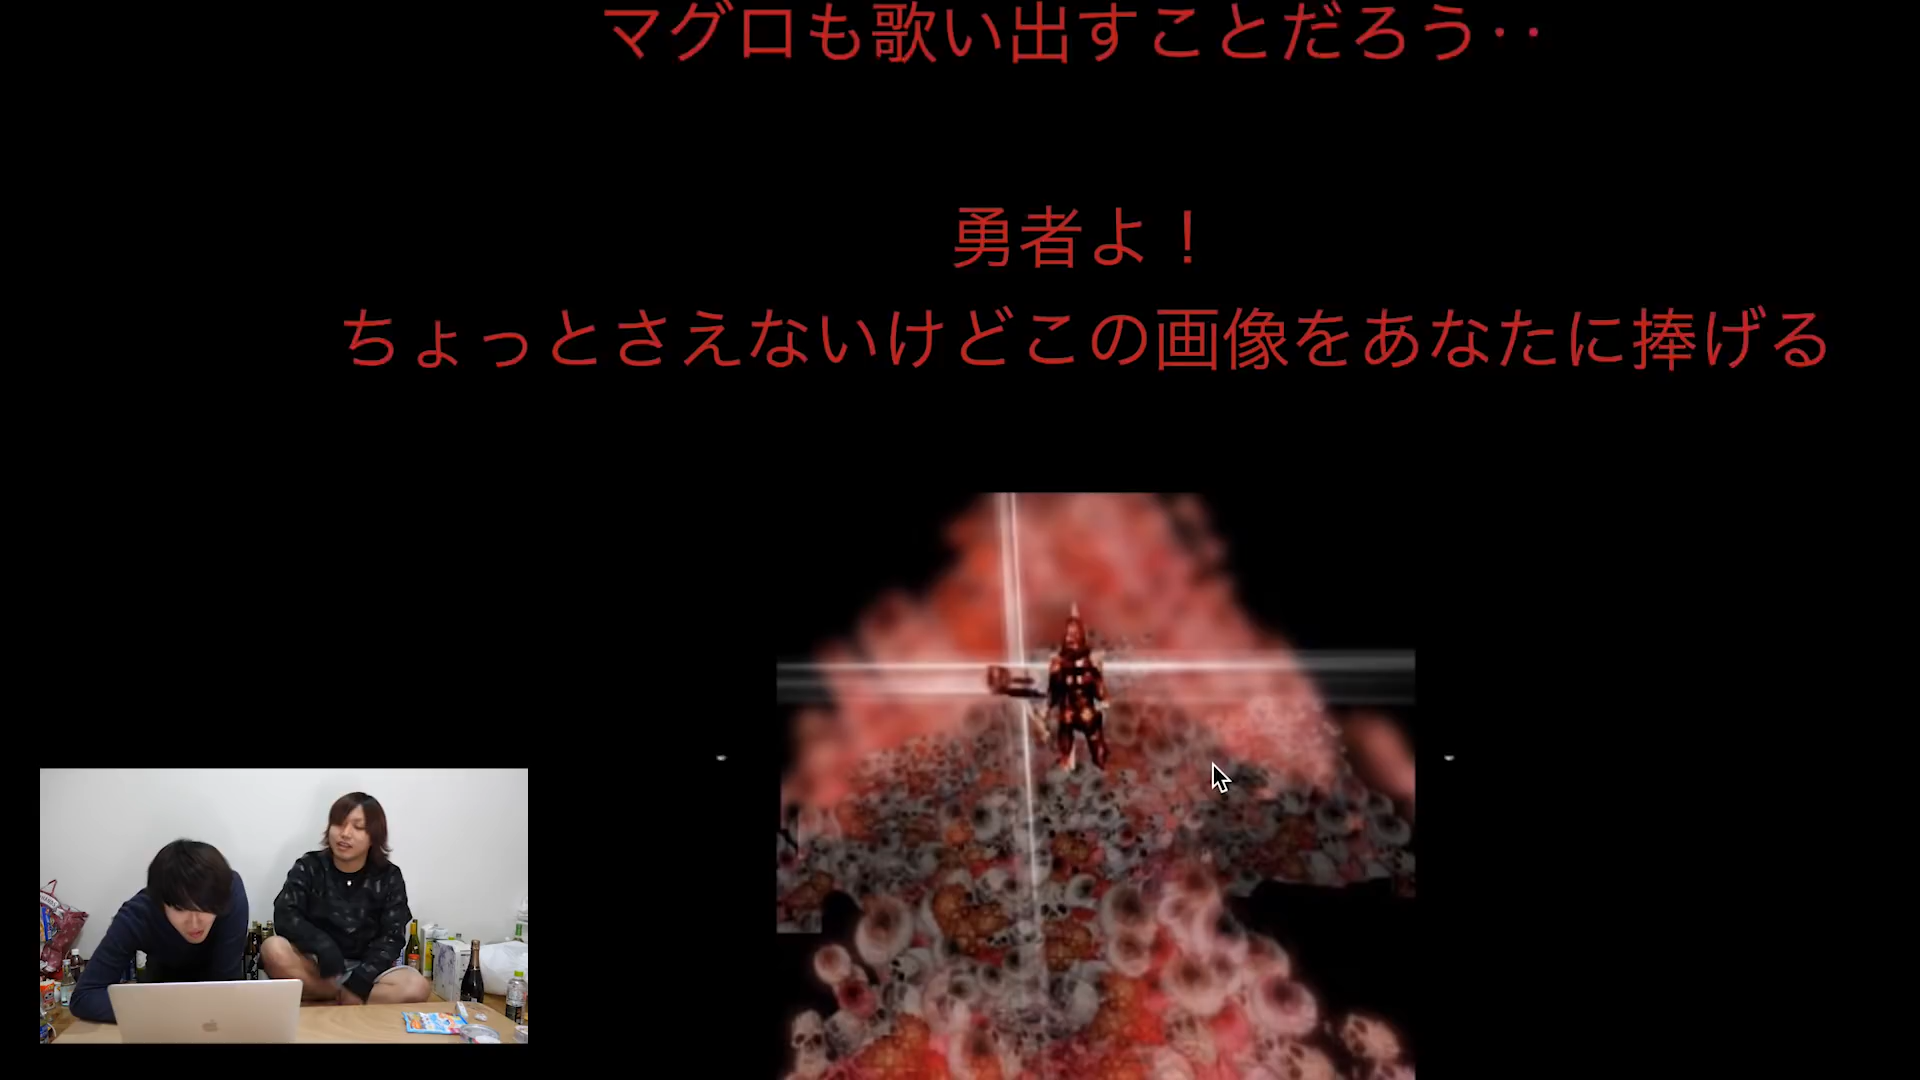 マグロも歌い出すことだろう‥
勇者よ！
ちょっとさえないけどこの画像をあなたに捧げる